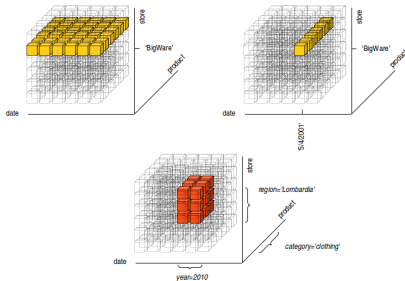 store
'BigWare'
product
date
store
'BigWare'
product
date
5/4/2001'
store
region='Lombardia'
product
category='clothing'
date
year=2010